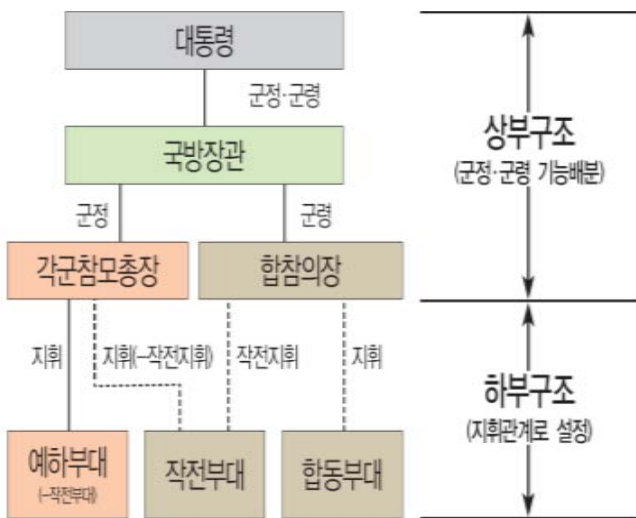 대통령
군정·군령
국방장관
상부구조
(군정·군령 기능배분)
군정
군령
각군참모총장
합참의장
지휘
지휘(-작전지휘)
작전지휘
지휘
하부구조
(지휘관계로 설정)
예하부대
(-작전부대)
작전부대
합동부대